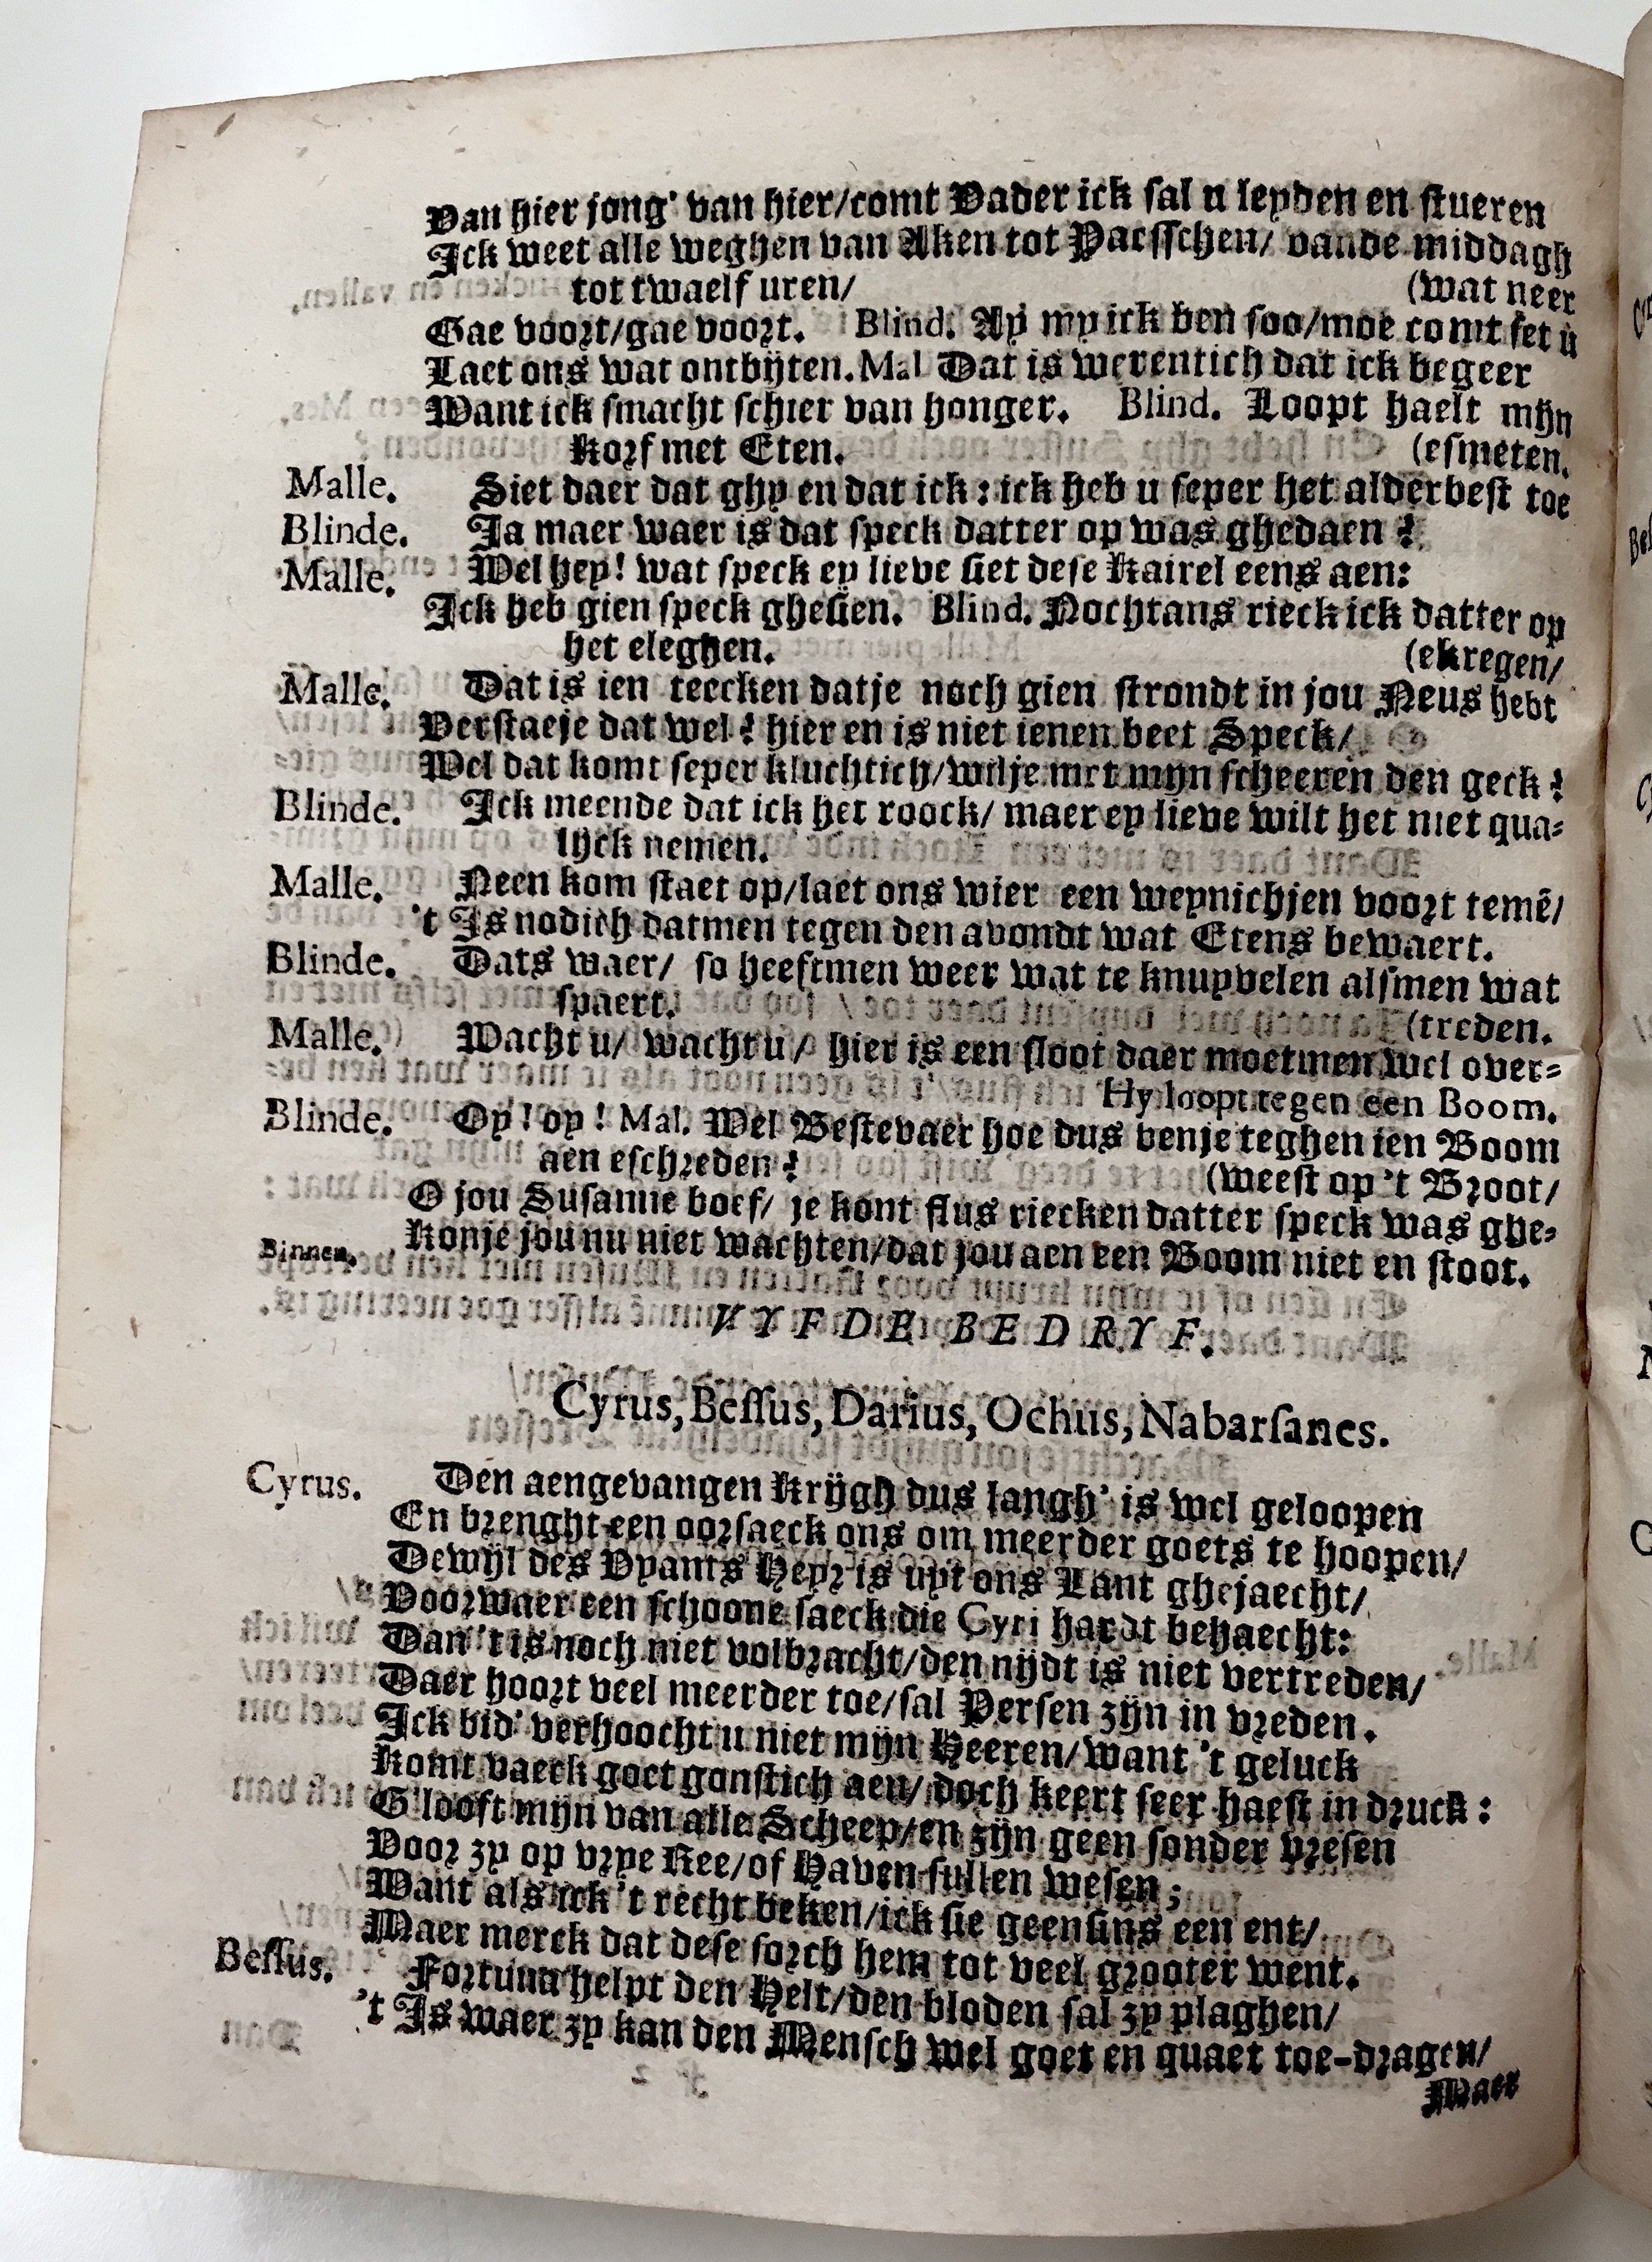 Van hier jong' van hier/comt Vader ick sal u leyden en stueren
Ick weet alle weghen van Aken tot Paesschen/ vande middagh
tot twaelf uren/ (wat neer
Gae voort/gae voort. Blind. Ay my ick ben soo/moe comt set u
Laet ons wat ontbijten. Mal Dat is werentich dat ick begeer
Want ick smacht schier van honger. Blind. Loopt haelt mijn
korf met Eten. (esmeten.
Malle. Siet daer dat ghy en dat ick: ick heb u seper het alderbest toe
Blinde. Ja maer waer is dat speck datter op was ghedaen?
Malle. Wel hey! wat speck ey lieve siet dese kairel eens aen:
Ick heb gien speck ghesien. Blind. Nochtans rieck ick datter op
het eleghen. (ekregen/
Malle. Dat is ien teecken datje noch gien strondt in jou Neus hebt
Verstaeje dat wel? hier en is niet ienen beet Speck/
Wel dat komt seper kluchtich/wilje met mijn scheeren den geck?
Blinde. Ick meende dat ick het roock/ maer ey lieve wilt het niet qua-
lijck nemen.
Malle. Neen kom staet op/laet ons wier een weynichjen voort temẽ/
't Is nodich datmen tegen den avondt wat Etens bewaert.
Blinde. Dats waer/ so heeftmen weer wat te knuppelen alsmen wat
spaert. (treden.
Malle. Wacht u/ wacht u/ hier is een sloot daer moetmen wel over-
Hy loopt tegen een Boom.
Blinde. Oy! oy! Mal. Wel Bestevaer hoe dus benje teghen ien Boom
aen eschreden? (weest op 't Broot/
O jou Susanne boef/ je kont flus riecken datter speck was ghe-
Binnen. Konje jou nu niet wachten/dat jou aen een Boom niet en stoot.
VYFDE BEDRYF.
Cyrus, Bessus, Darius, Ochus, Nabarsanes.
Cyrus. Den aengevangen Krijgh dus langh' is wel geloopen
En brenght een oorsaeck ons om meerder goets te hoopen/
Dewijl des Vyants Heyr is uyt ons Lant ghejaecht/
Voorwaer een schoone saeck die Cyri hardt behaecht:
Dan 't is noch niet volbracht/den nijdt is niet vertreden/
Daer hoort veel meerder toe/sal Persen zijn in vreden.
Ick bid' verhoocht u niet mijn Heeren/want 't geluck
Komt vaeck goet gonstich aen/doch keert seer haest in druck:
G'looft mijn van alle Scheep/en zijn geen sonder vresen
Voor zy op vrye Ree/of Haven sullen wesen;
Want als ick 't recht beken/ick sie geensins een ent/
Maer merck dat dese sorch hem tot veel grooter went.
Bessus. Fortuna helpt den Helt/den bloden sal zy plaghen/
't Is waer zy kan den Mensch wel goet en quaet toe-dragen/
Maer